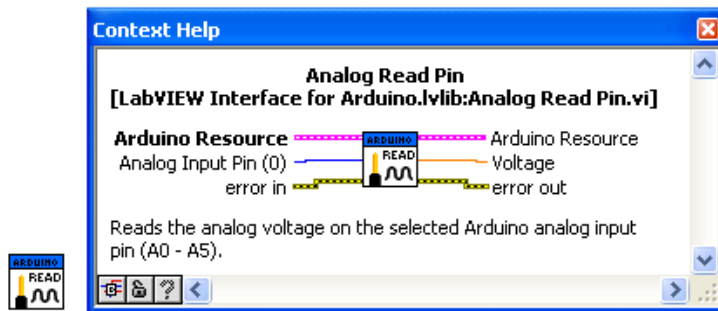 Context Help
Analog Read Pin
[LabVIEW Interface for Arduino.lvlib:Analog Read Pin.vi]
Arduino Resource
ARDUINO
READ
Arduino Resource
Analog Input Pin (0)
Voltage
error in
error out
Reads the analog voltage on the selected Arduino analog input
pin (A0 - A5).
?
ARDUINO
READ